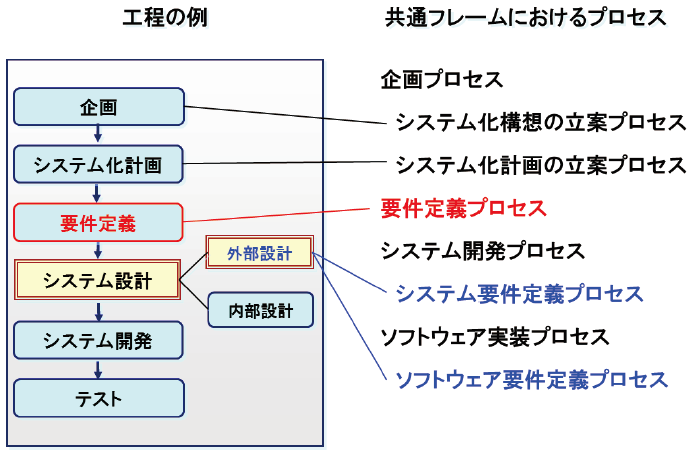 工程の例
共通フレームにおけるプロセス
企画
システム化計画
要件定義
システム設計
外部設計
内部設計
システム開発
テスト
企画プロセス
システム化構想の立案プロセス
システム化計画の立案プロセス
要件定義プロセス
システム開発プロセス
システム要件定義プロセス
ソフトウェア実装プロセス
ソフトウェア要件定義プロセス